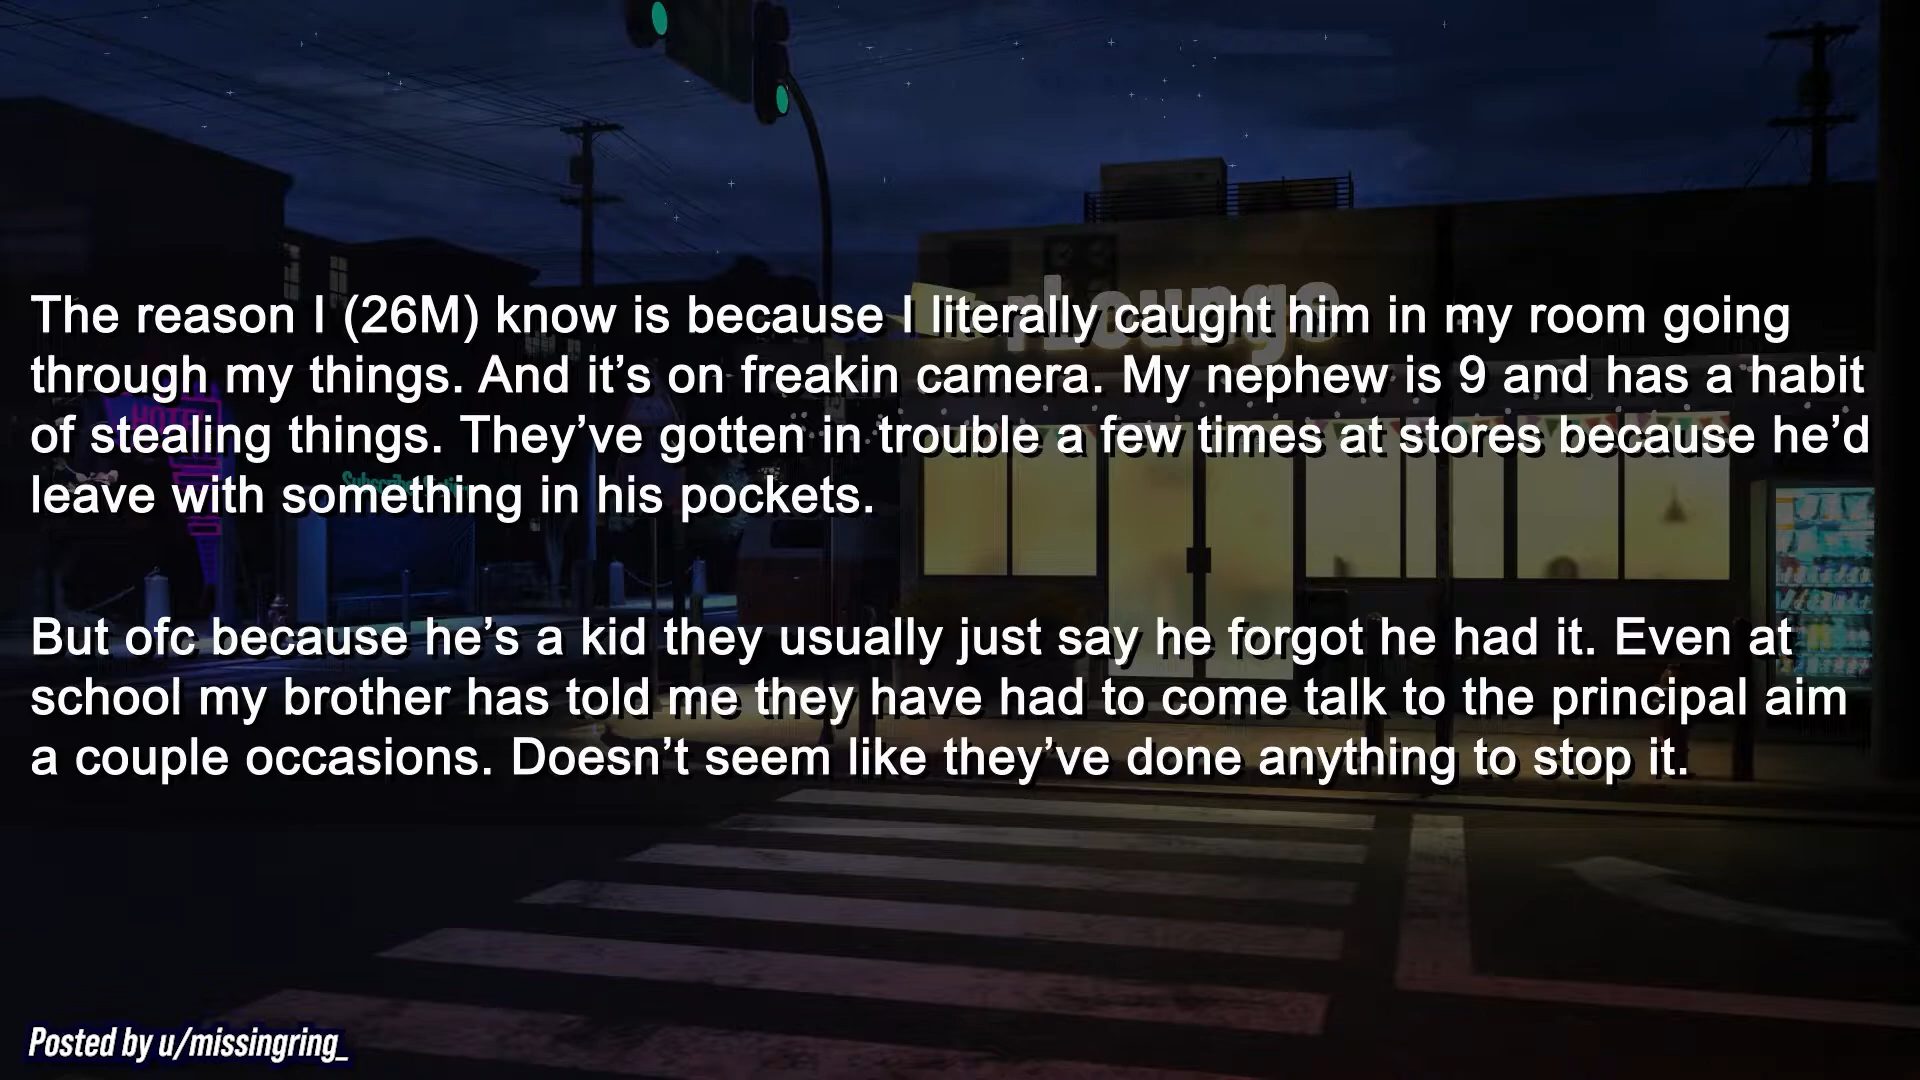 The reason I (26M) know is because I literally caught him in my room going
through my things. And it’s on freakin camera. My nephew is 9 and has a habit
of stealing things. They’ve gotten in trouble a few times at stores because he’d
leave with something in his pockets.
But ofc because he’s a kid they usually just say he forgot he had it. Even at
school my brother has told me they have had to come talk to the principal aim
a couple occasions. Doesn’t seem like they’ve done anything to stop it.
rLounge
HOTEL
Posted by u/missingring_